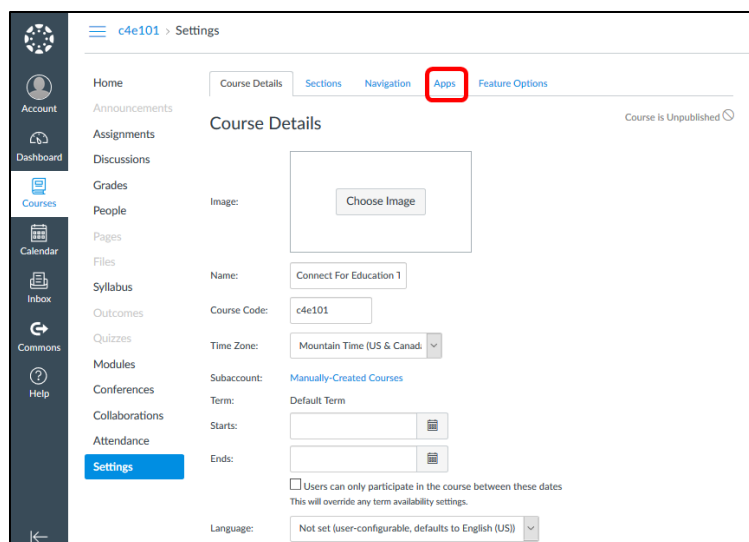 c4e101 > Settings
Account
Dashboard
Courses
Calendar
Inbox
Commons
Help
Home
Announcements
Assignments
Discussions
Grades
People
Pages
Files
Syllabus
Outcomes
Quizzes
Modules
Conferences
Collaborations
Attendance
Settings
Course Details Sections Navigation Apps Feature Options
Course Details
Course is Unpublished
Image: Choose Image
Name: Connect For Education T
Course Code: c4e101
Time Zone: Mountain Time (US & Canada
Subaccount: Manually-Created Courses
Term: Default Term
Starts:
Ends:
Users can only participate in the course between these dates
This will override any term availability settings.
Language: Not set (user-configurable, defaults to English (US))